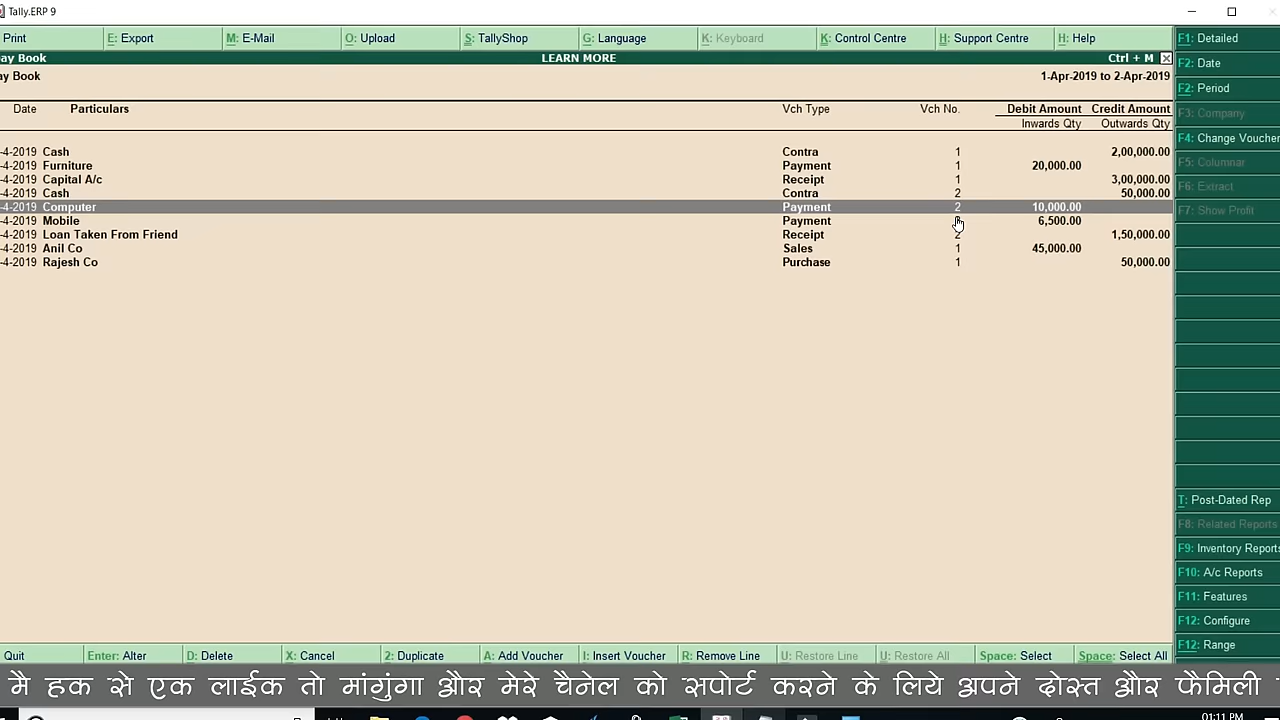 Tally.ERP 9
Print E: Export M: E-Mail O: Upload S: TallyShop G: Language K: Keyboard K: Control Centre H: Support Centre H: Help
ay Book LEARN MORE Ctrl + M
ay Book 1-Apr-2019 to 2-Apr-2019
Date Particulars Vch Type Vch No. Debit Amount Credit Amount
Inwards Qty Outwards Qty
-4-2019 Cash Contra 1 2,00,000.00
-4-2019 Furniture Payment 1 20,000.00
-4-2019 Capital A/c Receipt 1 3,00,000.00
-4-2019 Cash Contra 2 50,000.00
-4-2019 Computer Payment 2 10,000.00
-4-2019 Mobile Payment 6,500.00
-4-2019 Loan Taken From Friend Receipt 2 1,50,000.00
-4-2019 Anil Co Sales 1 45,000.00
-4-2019 Rajesh Co Purchase 1 50,000.00
F1: Detailed
F2: Date
F2: Period
F3: Company
F4: Change Voucher
F5: Columnar
F6: Extract
F7: Show Profit
T: Post-Dated Rep
F8: Related Reports
F9: Inventory Reports
F10: A/c Reports
F11: Features
F12: Configure
F12: Range
Quit Enter: Alter D: Delete X: Cancel 2: Duplicate A: Add Voucher I: Insert Voucher R: Remove Line U: Restore Line U: Restore All Space: Select Space: Select All
मै हक से एक लाईक तो मांगुंगा और मेरे चैनेल को सपोर्ट करने के लिये अपने दोस्त और फैमिली
01:11 PM